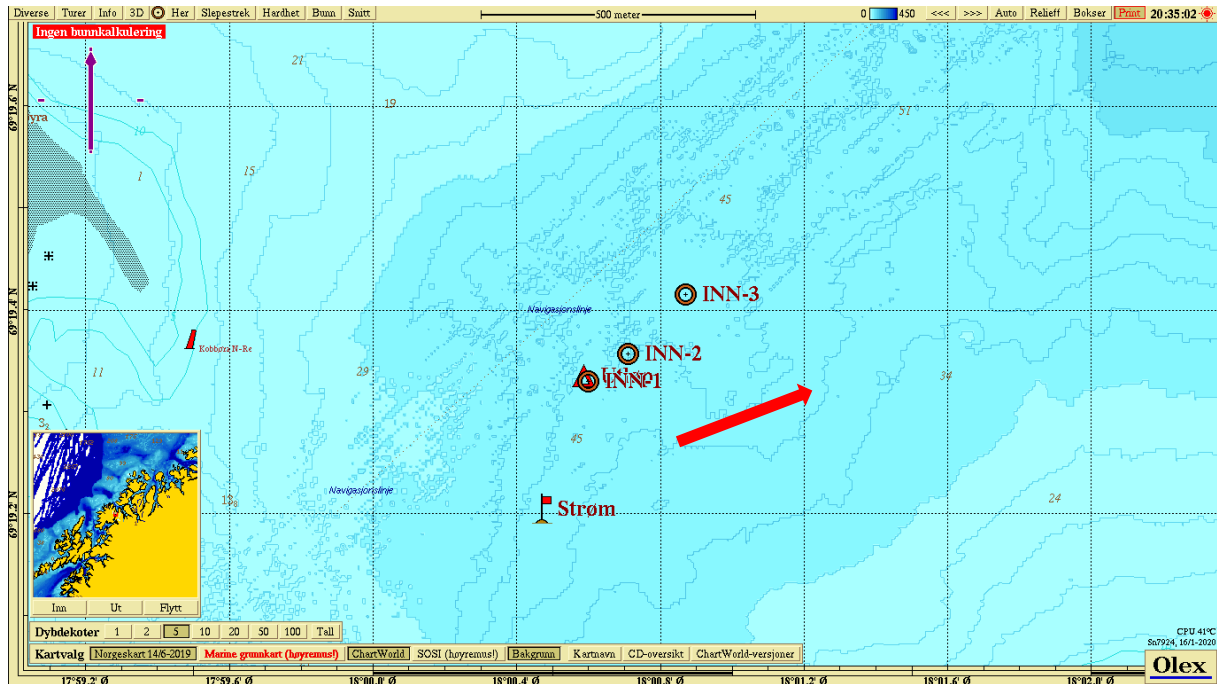 Diverse Turer Info 3D Her Slepestrek Hardhet Bunn Snitt 500 meter 0 450 <<< >>> Auto Relieff Bokser Print 20:35:02
Ingen bunnkalkulering
21
19
51
69°19.6' N
yra
10
15
1
45
INN-3
69°19.4' N
Navigasjonslinje
Kobbøra N-Re
INN-2
INN-1
11
29
34
45
3₂
Navigasjonslinje
13₈
Strøm
24
69°19.2' N
Inn Ut Flytt
Dybdekoter 1 2 5 10 20 50 100 Tall
CPU 41°C
Sn7924, 16/1-2020
Kartvalg Norgeskart 14/6-2019 Marine grunnkart (høyremus!) ChartWorld SOSI (høyremus!) Bakgrunn Kartnavn CD-oversikt ChartWorld-versjoner
Olex
17°59.2' Ø 17°59.6' Ø 18°00.0' Ø 18°00.4' Ø 18°00.8' Ø 18°01.2' Ø 18°01.6' Ø 18°02.0' Ø